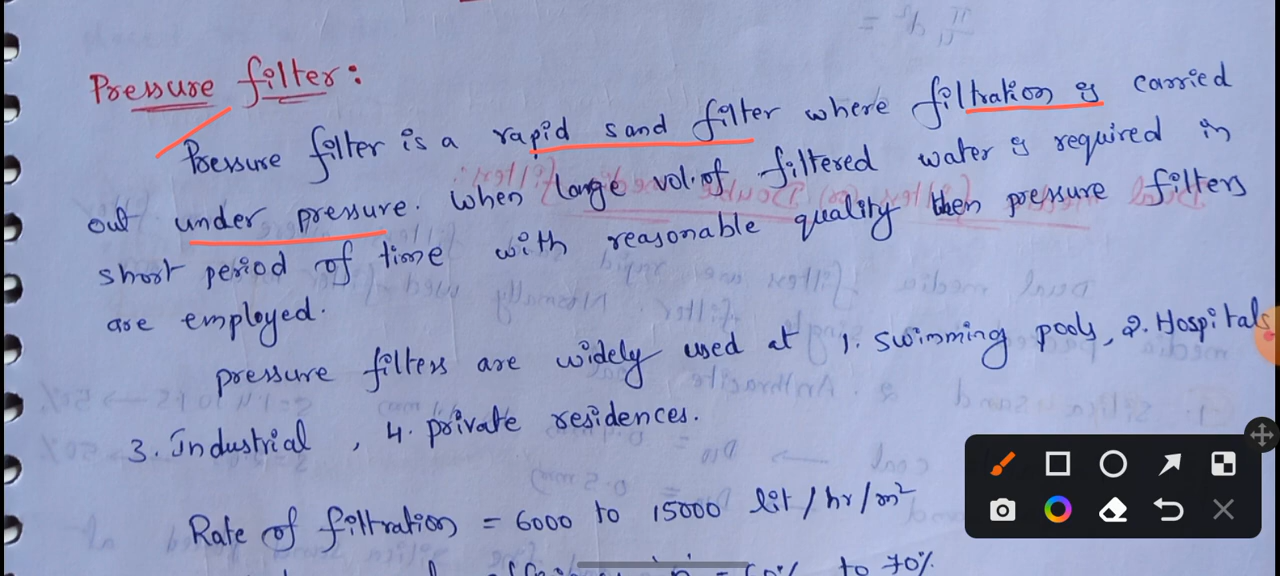 Pressure filter:
Pressure filter is a rapid sand filter where filtration is carried
out under pressure. When large vol. of filtered water is required in
short period of time with reasonable quality then pressure filters
are employed.
pressure filters are widely used at 1. swimming pools, 2. Hospitals
3. Industrial , 4. private residences.
Rate of filtration = 6000 to 15000 lit/hr/m²
= 60% to 70%.